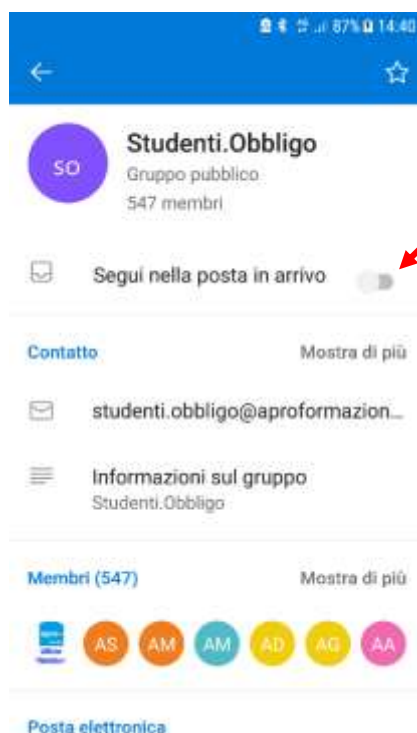 87% 14:40
SO
Studenti.Obbligo
Gruppo pubblico
547 membri
Segui nella posta in arrivo
Contatto Mostra di più
studenti.obbligo@aproformazion...
Informazioni sul gruppo
Studenti.Obbligo
Membri (547) Mostra di più
AS AM AM AD AG AA
Posta elettronica